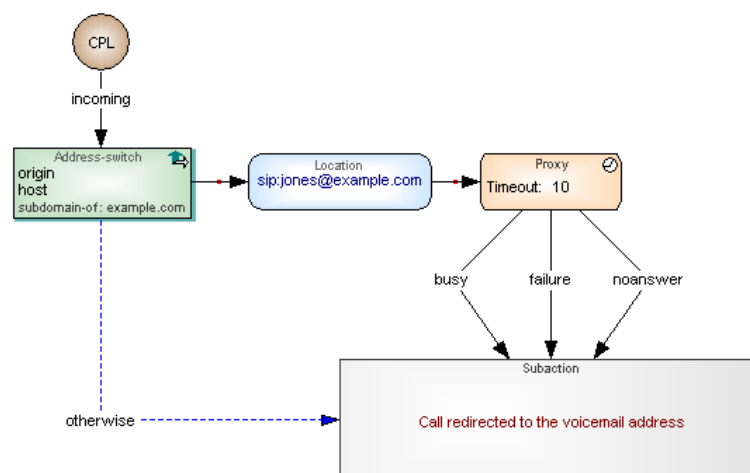 CPL
incoming
Address-switch
origin
host
subdomain-of: example.com
Location
sip:jones@example.com
Proxy
Timeout: 10
busy
failure
noanswer
otherwise
Subaction
Call redirected to the voicemail address